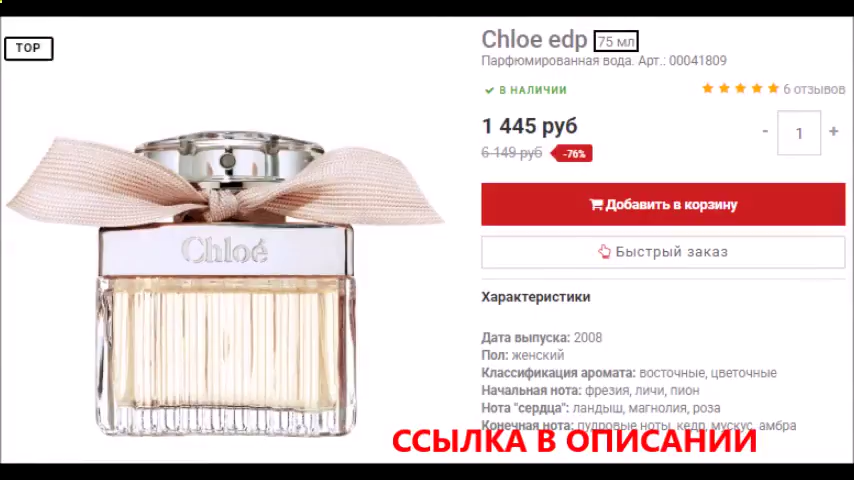 TOP
Chloe edp 75 мл
Парфюмированная вода. Арт.: 00041809
В НАЛИЧИИ
6 отзывов
1 445 руб
- 1 +
6 149 руб -76%
Добавить в корзину
Быстрый заказ
Chloé
Характеристики
Дата выпуска: 2008
Пол: женский
Классификация аромата: восточные, цветочные
Начальная нота: фрезия, личи, пион
Нота "сердца": ландыш, магнолия, роза
Конечная нота: пудровые ноты, кедр, мускус, амбра
ССЫЛКА В ОПИСАНИИ